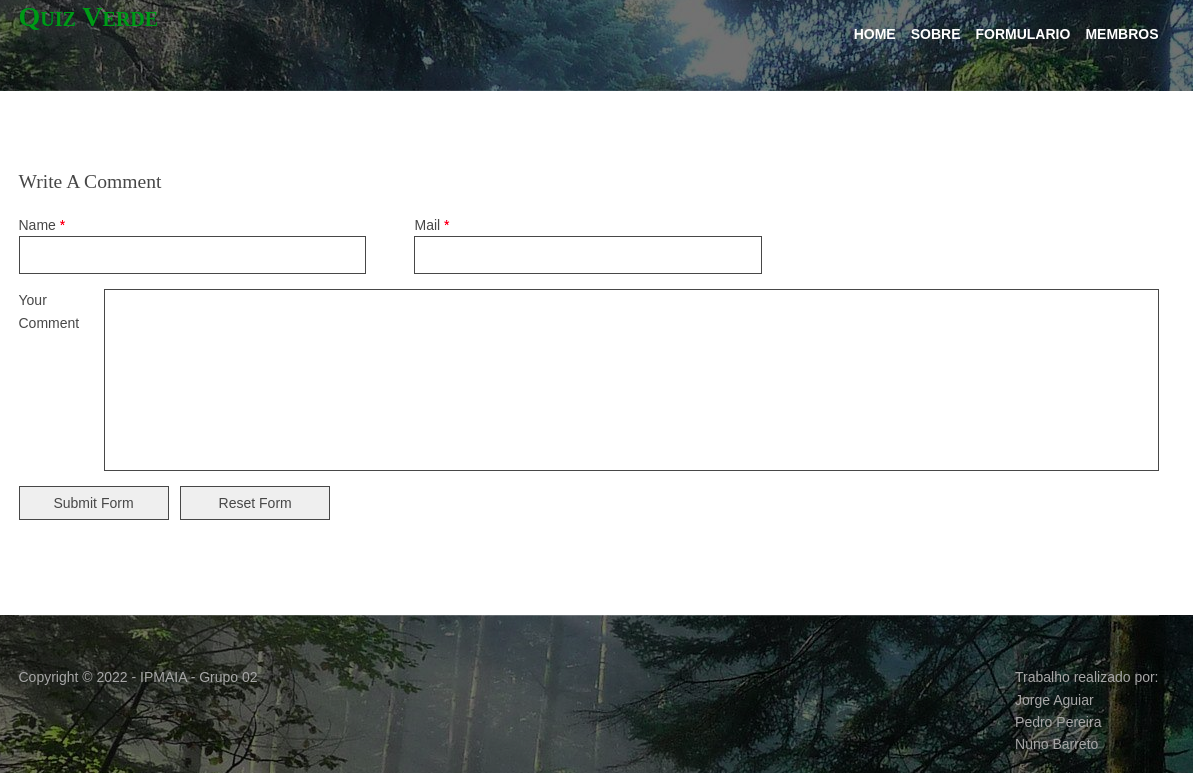 Quiz Verde
HOME SOBRE FORMULARIO MEMBROS
Write A Comment
Name * Mail *
Your
Comment
Submit Form Reset Form
Copyright © 2022 - IPMAIA - Grupo 02
Trabalho realizado por:
Jorge Aguiar
Pedro Pereira
Nuno Barreto